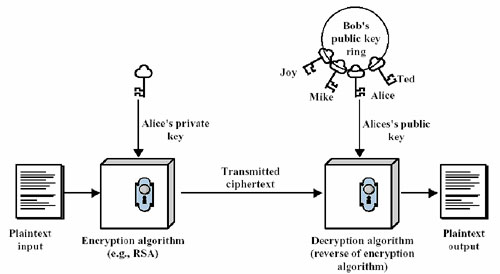 Bob's
public key
ring
Joy
Ted
Mike
Alice
Alice's private
key
Alices's public
key
Transmitted
ciphertext
Plaintext
input
Encryption algorithm
(e.g., RSA)
Decryption algorithm
(reverse of encryption
algorithm)
Plaintext
output